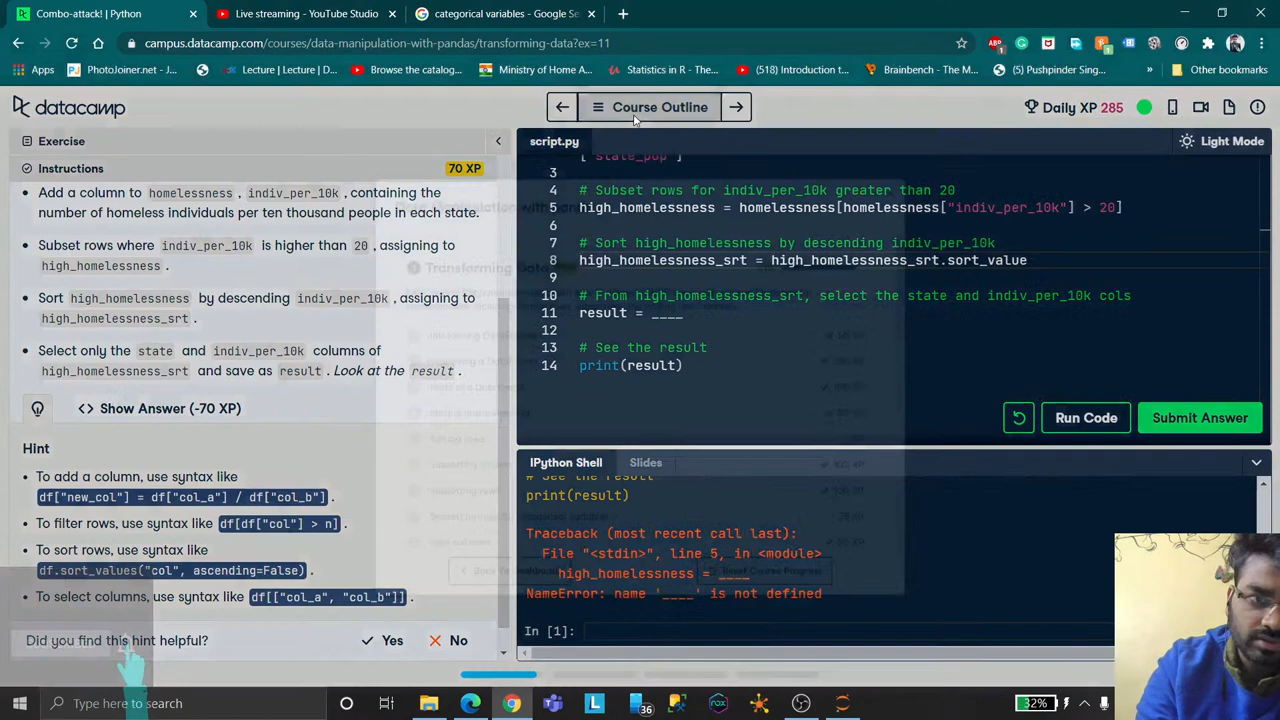 Combo-attack! | Python
Live streaming - YouTube Studio
categorical variables - Google Se
campus.datacamp.com/courses/data-manipulation-with-pandas/transforming-data?ex=11
Apps
PhotoJoiner.net - J...
Lecture | Lecture | D...
Browse the catalog...
Ministry of Home A...
Statistics in R - The...
(518) Introduction t...
Brainbench - The M...
(5) Pushpinder Sing...
»
Other bookmarks
datacamp
Course Outline
Daily XP 285
Exercise
Instructions
70 XP
Add a column to homelessness, indiv_per_10k, containing the
number of homeless individuals per ten thousand people in each state.
Subset rows where indiv_per_10k is higher than 20, assigning to
high_homelessness.
Sort high_homelessness by descending indiv_per_10k, assigning to
high_homelessness_srt.
Select only the state and indiv_per_10k columns of
high_homelessness_srt and save as result. Look at the result.
Show Answer (-70 XP)
Hint
To add a column, use syntax like
df["new_col"] = df["col_a"] / df["col_b"].
To filter rows, use syntax like df[df["col"] > n].
To sort rows, use syntax like
df.sort_values("col", ascending=False).
To select columns, use syntax like df[["col_a", "col_b"]].
Did you find this hint helpful?
Yes
No
script.py
Light Mode
["state_pop"]
3
4 # Subset rows for indiv_per_10k greater than 20
5 high_homelessness = homelessness[homelessness["indiv_per_10k"] > 20]
6
7 # Sort high_homelessness by descending indiv_per_10k
8 high_homelessness_srt = high_homelessness_srt.sort_value
9
10 # From high_homelessness_srt, select the state and indiv_per_10k cols
11 result = ____
12
13 # See the result
14 print(result)
Run Code
Submit Answer
IPython Shell
Slides
# See the result
print(result)
Traceback (most recent call last):
File "<stdin>", line 5, in <module>
high_homelessness = ____
NameError: name '____' is not defined
In [1]:
Transforming Data
Reset Course Progress
Type here to search
36
32%